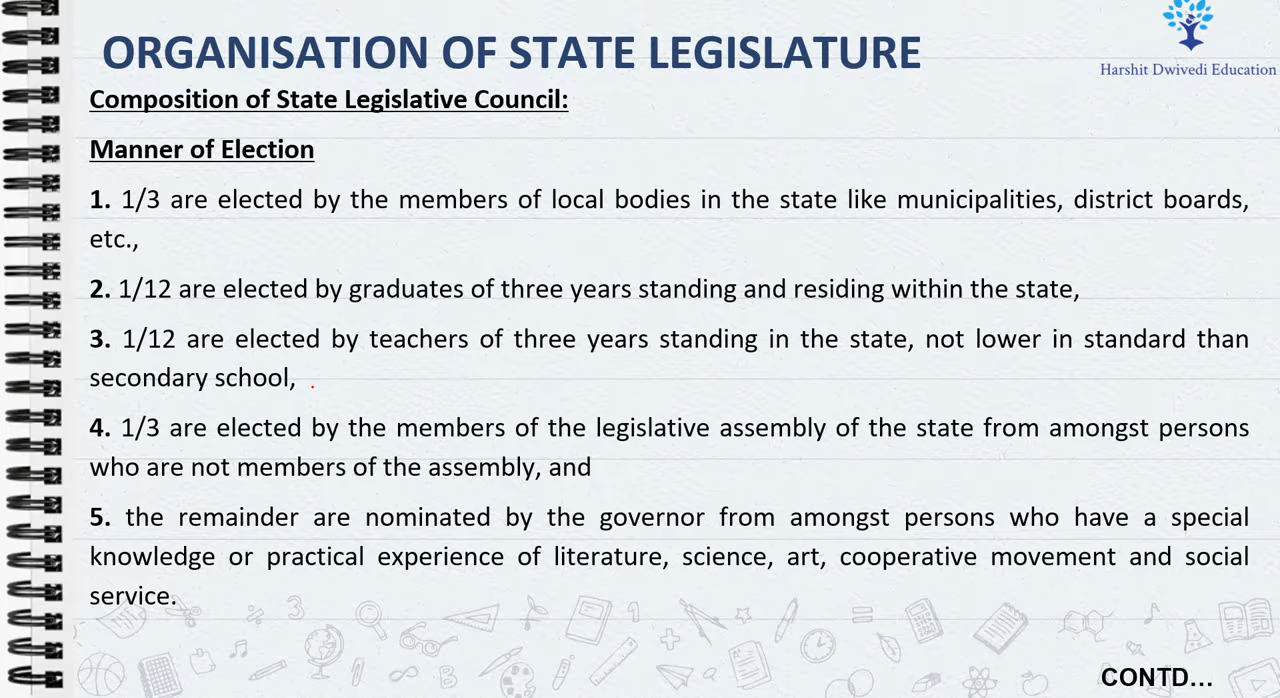 ORGANISATION OF STATE LEGISLATURE
Harshit Dwivedi Education
Composition of State Legislative Council:
Manner of Election
1. 1/3 are elected by the members of local bodies in the state like municipalities, district boards,
etc.,
2. 1/12 are elected by graduates of three years standing and residing within the state,
3. 1/12 are elected by teachers of three years standing in the state, not lower in standard than
secondary school,
4. 1/3 are elected by the members of the legislative assembly of the state from amongst persons
who are not members of the assembly, and
5. the remainder are nominated by the governor from amongst persons who have a special
knowledge or practical experience of literature, science, art, cooperative movement and social
service.
CONTD...